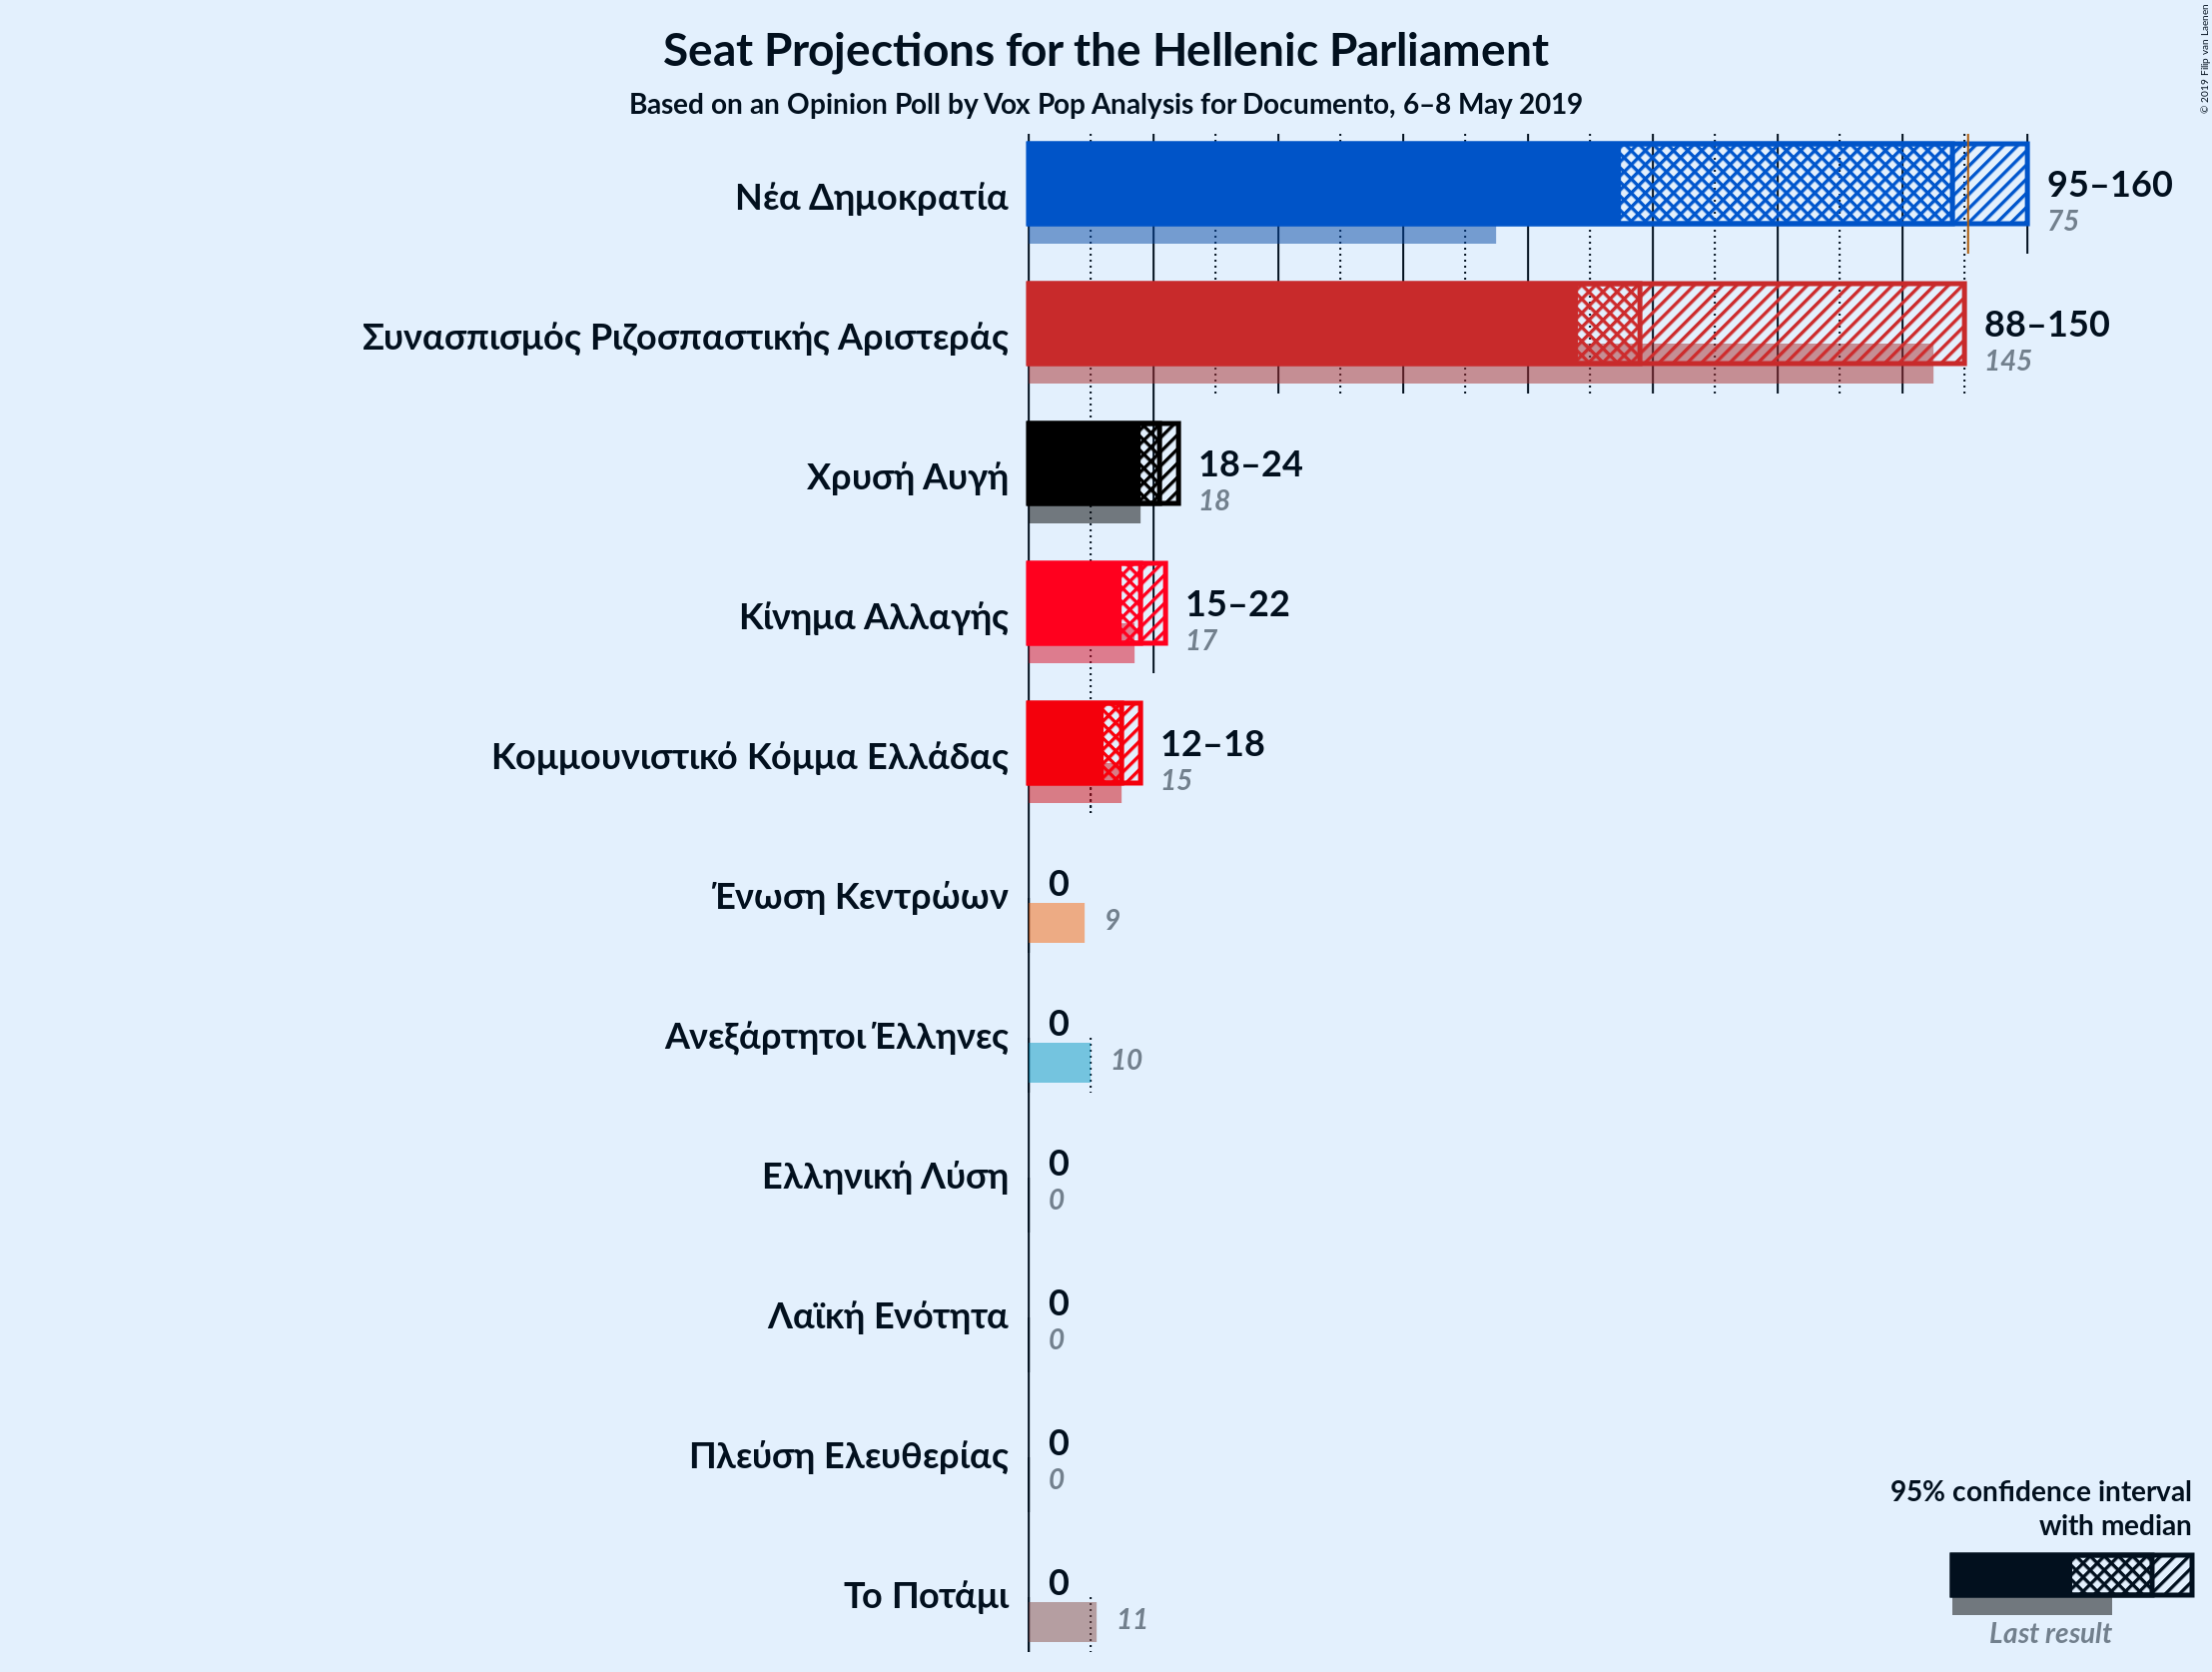 Seat Projections for the Hellenic Parliament
Based on an Opinion Poll by Vox Pop Analysis for Documento, 6–8 May 2019
© 2019 Filip van Laenen
Νέα Δημοκρατία
95–160
75
Συνασπισμός Ριζοσπαστικής Αριστεράς
88–150
145
Χρυσή Αυγή
18–24
18
Κίνημα Αλλαγής
15–22
17
Κομμουνιστικό Κόμμα Ελλάδας
12–18
15
Ένωση Κεντρώων
0
9
Ανεξάρτητοι Έλληνες
0
10
Ελληνική Λύση
0
0
Λαϊκή Ενότητα
0
0
Πλεύση Ελευθερίας
0
0
Το Ποτάμι
0
11
95% confidence interval
with median
Last result